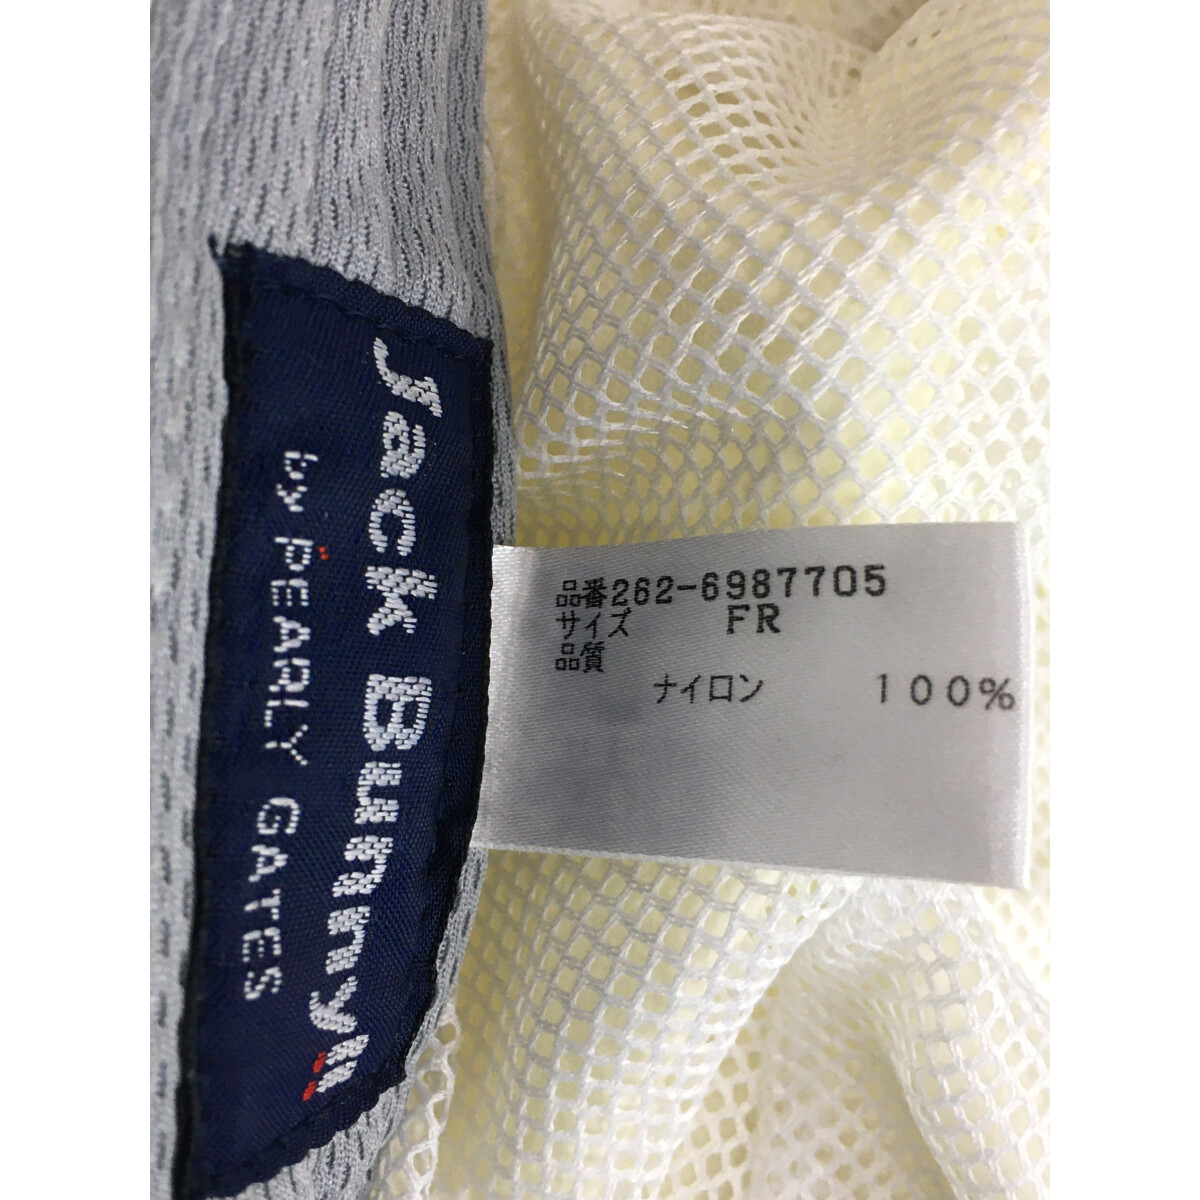 Jack Bunny!!
by PEARLY GATES
品番262-6987705
サイズ FR
品質
ナイロン 100%